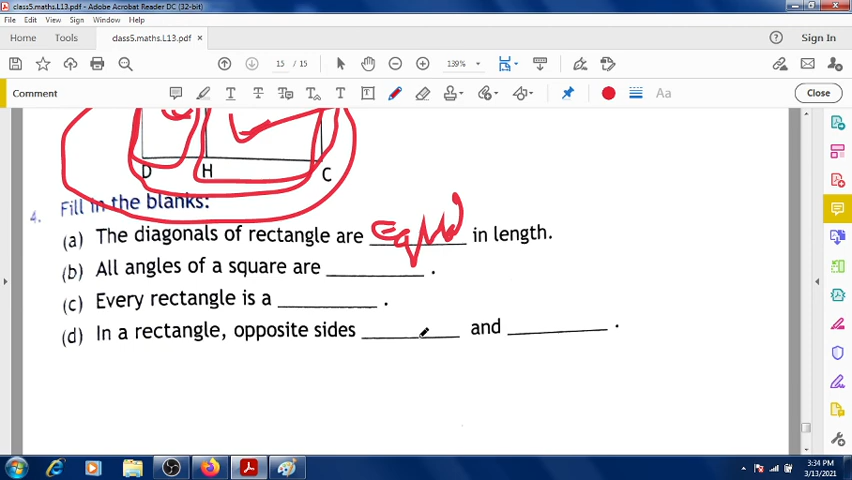 class5.maths.L13.pdf - Adobe Acrobat Reader DC (32-bit)
File Edit View Sign Window Help
Home Tools class5.maths.L13.pdf × Sign In
15 / 15 139%
Comment Aa Close
D H C
4. Fill in the blanks:
(a) The diagonals of rectangle are Equal in length.
(b) All angles of a square are __________ .
(c) Every rectangle is a __________ .
(d) In a rectangle, opposite sides __________ and __________ .
3:34 PM
3/13/2021